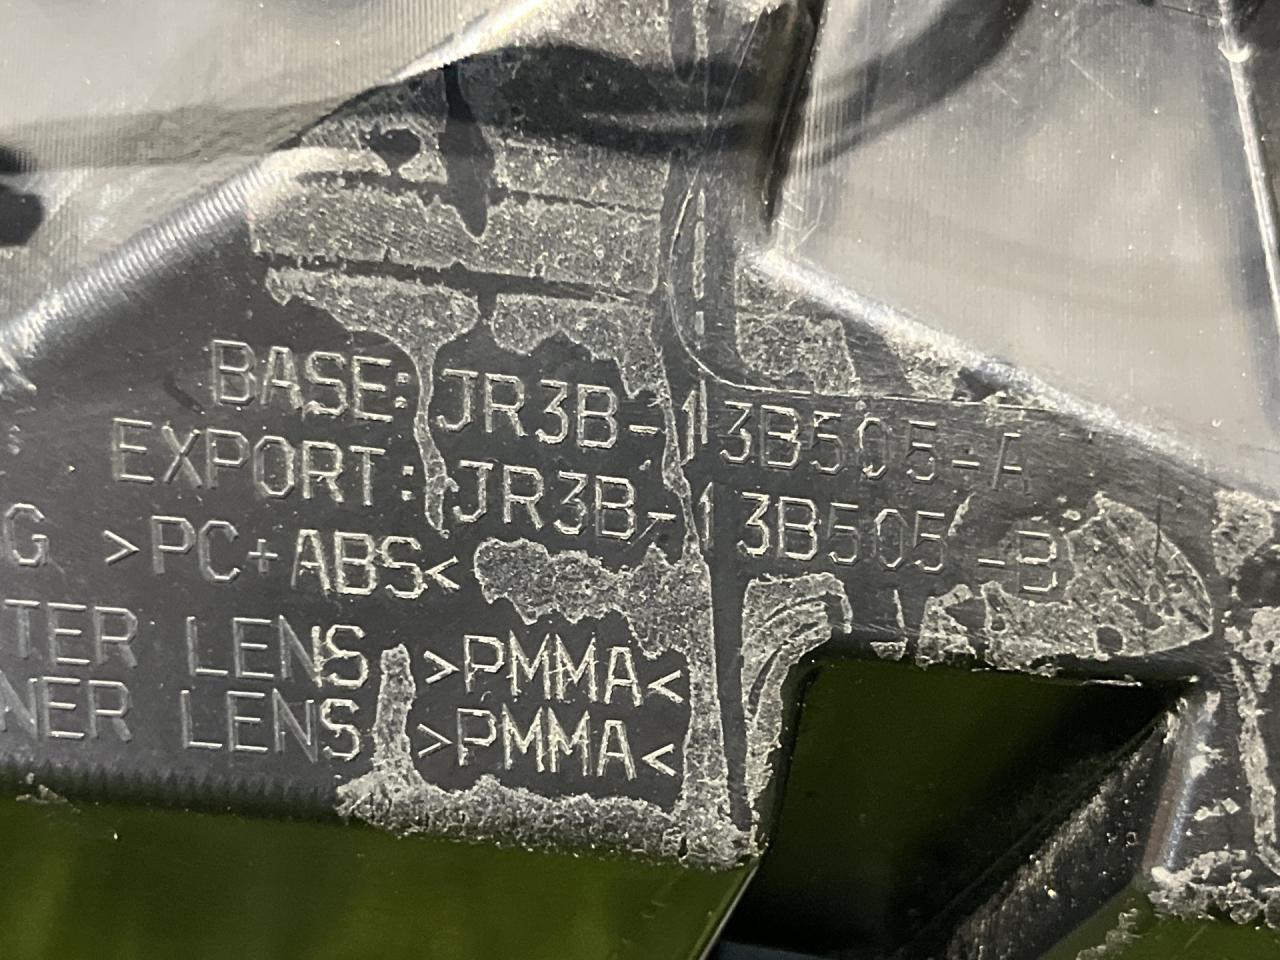 BASE: JR3B-13B505-A
EXPORT: JR3B-13B505-B
G >PC+ABS<
TER LENS >PMMA<
NER LENS >PMMA<